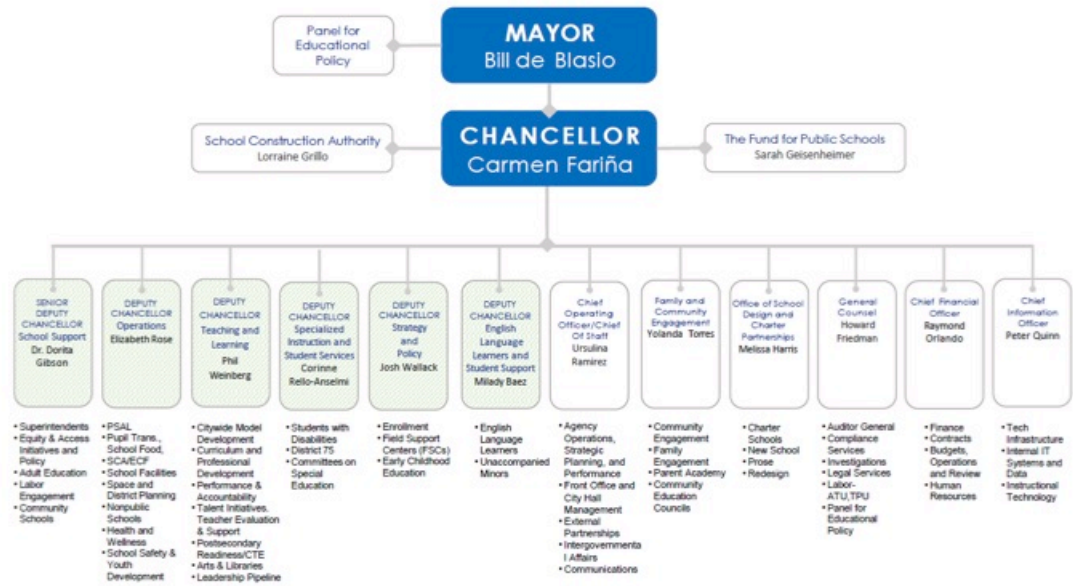 Panel for
Educational
Policy
MAYOR
Bill de Blasio
School Construction Authority
Lorraine Grillo
CHANCELLOR
Carmen Fariña
The Fund for Public Schools
Sarah Geisenheimer
SENIOR
DEPUTY
CHANCELLOR
School Support
Dr. Dorita
Gibson
• Superintendents
• Equity & Access
Initiatives and
Policy
• Adult Education
• Labor
Engagement
• Community
Schools
DEPUTY
CHANCELLOR
Operations
Elizabeth Rose
• PSAL
• Pupil Trans.,
School Food,
• SCA/ECF
• School Facilities
• Space and
District Planning
• Nonpublic
Schools
• Health and
Wellness
• School Safety &
Youth
Development
DEPUTY
CHANCELLOR
Teaching and
Learning
Phil
Weinberg
• Citywide Model
Development
• Curriculum and
Professional
Development
• Performance &
Accountability
• Talent Initiatives.
Teacher Evaluation
& Support
• Postsecondary
Readiness/CTE
• Arts & Libraries
• Leadership Pipeline
DEPUTY
CHANCELLOR
Specialized
Instruction and
Student Services
Corinne
Rello-Anselmi
• Students with
Disabilities
• District 75
• Committees on
Special
Education
DEPUTY
CHANCELLOR
Strategy
and
Policy
Josh Wallack
• Enrollment
• Field Support
Centers (FSCs)
• Early Childhood
Education
DEPUTY
CHANCELLOR
English
Language
Learners and
Student Support
Milady Baez
• English
Language
Learners
• Unaccompanied
Minors
Chief
Operating
Officer/Chief
Of Staff
Ursulina
Ramirez
• Agency
Operations,
Strategic
Planning, and
Performance
• Front Office and
City Hall
Management
• External
Partnerships
• Intergovernmenta
l Affairs
• Communications
Family and
Community
Engagement
Yolanda Torres
• Community
Engagement
• Family
Engagement
• Parent Academy
• Community
Education
Councils
Office of School
Design and
Charter
Partnerships
Melissa Harris
• Charter
Schools
• New School
• Prose
Redesign
General
Counsel
Howard
Friedman
• Auditor General
• Compliance
Services
• Investigations
• Legal Services
• Labor-
ATU,TPU
• Panel for
Educational
Policy
Chief Financial
Officer
Raymond
Orlando
• Finance
• Contracts
• Budgets,
Operations
and Review
• Human
Resources
Chief
Information
Officer
Peter Quinn
• Tech
Infrastructure
• Internal IT
Systems and
Data
• Instructional
Technology